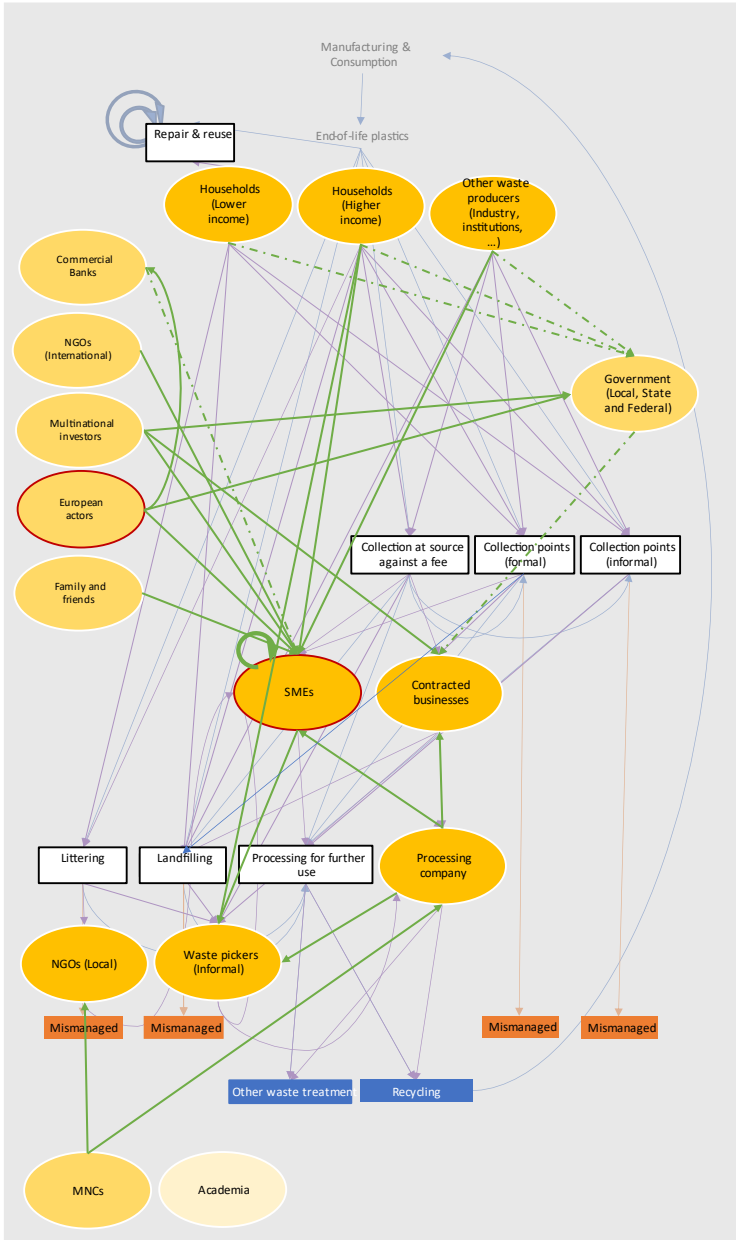 Manufacturing &
Consumption
Repair & reuse
End-of-life plastics
Households
(Lower
income)
Households
(Higher
income)
Other waste
producers
(Industry,
institutions,
...)
Commercial
Banks
NGOs
(International)
Government
(Local, State
and Federal)
Multinational
investors
European
actors
Collection at source
against a fee
Collection points
(formal)
Collection points
(informal)
Family and
friends
SMEs
Contracted
businesses
Littering
Landfilling
Processing for further
use
Processing
company
NGOs (Local)
Waste pickers
(Informal)
Mismanaged
Mismanaged
Mismanaged
Mismanaged
Other waste treatment
Recycling
MNCs
Academia